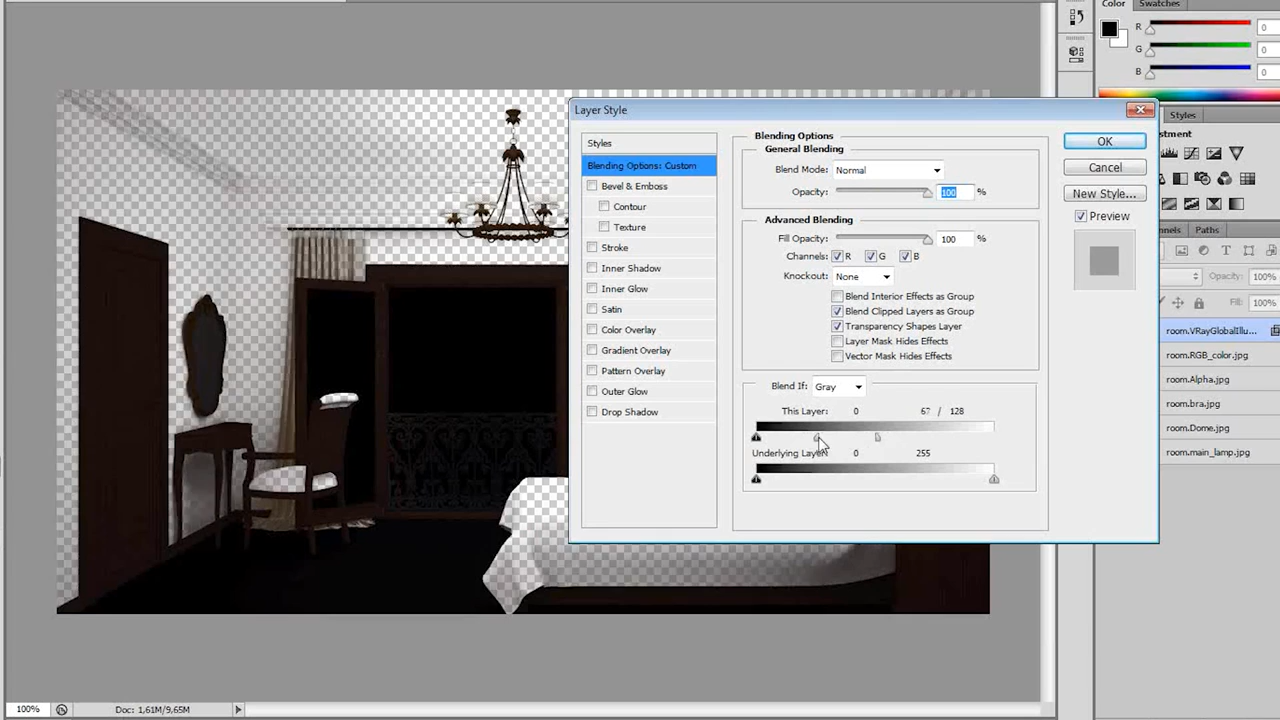 Color Swatches
R 0
G 0
B 0
Layer Style
Styles
Styles
Blending Options: Custom
Bevel & Emboss
Contour
Texture
Stroke
Inner Shadow
Inner Glow
Satin
Color Overlay
Gradient Overlay
Pattern Overlay
Outer Glow
Drop Shadow
Blending Options
General Blending
Blend Mode: Normal
Opacity: 100 %
Advanced Blending
Fill Opacity: 100 %
Channels: R G B
Knockout: None
Blend Interior Effects as Group
Blend Clipped Layers as Group
Transparency Shapes Layer
Layer Mask Hides Effects
Vector Mask Hides Effects
Blend If: Gray
This Layer: 0 67 / 128
Underlying Layer: 0 255
OK
Cancel
New Style...
Preview
stment
nnels Paths
Opacity: 100%
Fill: 100%
room.VRayGlobalIllu...
room.RGB_color.jpg
room.Alpha.jpg
room.bra.jpg
room.Dome.jpg
room.main_lamp.jpg
100% Doc: 1,61M/9,65M